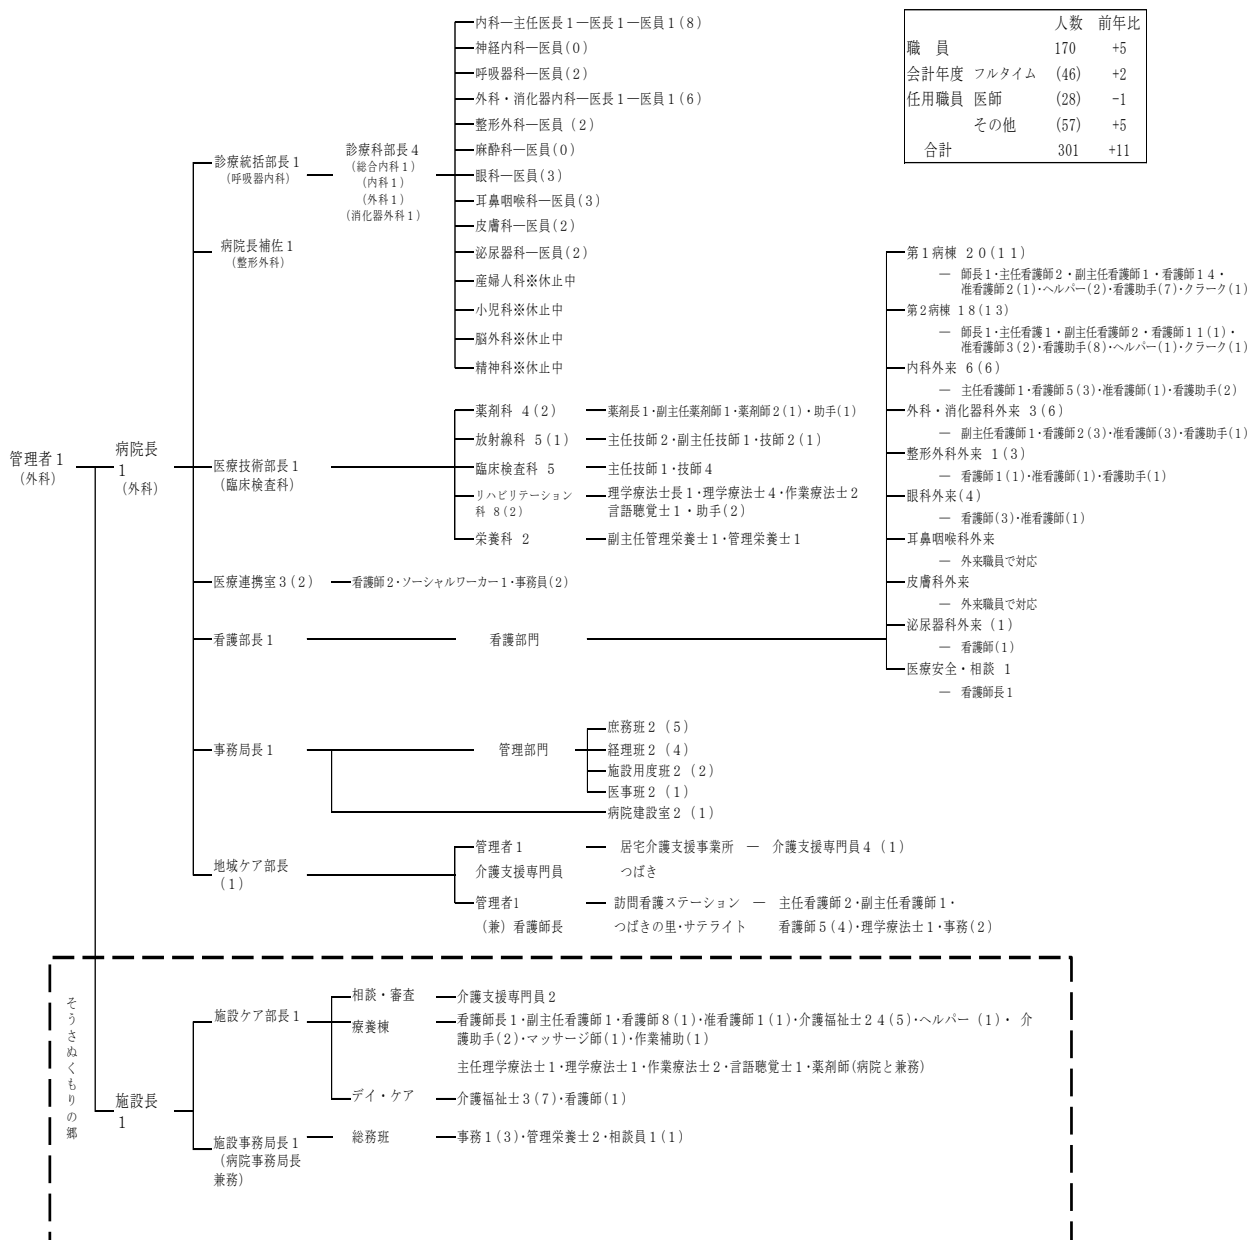 人数 前年比
職 員 170 +5
会計年度 フルタイム (46) +2
任用職員 医師 (28) -1
その他 (57) +5
合計 301 +11
管理者1
(外科)
病院長
1
(外科)
診療統括部長1
(呼吸器内科)
診療科部長4
(総合内科1)
(内科1)
(外科1)
(消化器外科1)
内科―主任医長1―医長1―医員1(8)
神経内科―医員(0)
呼吸器科―医員(2)
外科・消化器内科―医長1―医員1(6)
整形外科―医員 (2)
麻酔科―医員(0)
眼科―医員(3)
耳鼻咽喉科―医員(3)
皮膚科―医員(2)
泌尿器科―医員(2)
産婦人科※休止中
小児科※休止中
脳外科※休止中
精神科※休止中
病院長補佐1
(整形外科)
医療技術部長1
(臨床検査科)
薬剤科 4(2) 薬剤長1・副主任薬剤師1・薬剤師2(1)・助手(1)
放射線科 5(1) 主任技師2・副主任技師1・技師2(1)
臨床検査科 5 主任技師1・技師4
リハビリテーション
科 8(2)
理学療法士長1・理学療法士4・作業療法士2
言語聴覚士1・助手(2)
栄養科 2 副主任管理栄養士1・管理栄養士1
医療連携室3(2) 看護師2・ソーシャルワーカー1・事務員(2)
看護部長1 看護部門
第1病棟 20(11)
― 師長1・主任看護師2・副主任看護師1・看護師14・
准看護師2(1)・ヘルパー(2)・看護助手(7)・クラーク(1)
第2病棟 18(13)
― 師長1・主任看護1・副主任看護師2・看護師11(1)・
准看護師3(2)・看護助手(8)・ヘルパー(1)・クラーク(1)
内科外来 6(6)
― 主任看護師1・看護師5(3)・准看護師(1)・看護助手(2)
外科・消化器科外来 3(6)
― 副主任看護師1・看護師2(3)・准看護師(3)・看護助手(1)
整形外科外来 1(3)
― 看護師1(1)・准看護師(1)・看護助手(1)
眼科外来(4)
― 看護師(3)・准看護師(1)
耳鼻咽喉科外来
― 外来職員で対応
皮膚科外来
― 外来職員で対応
泌尿器科外来 (1)
― 看護師(1)
医療安全・相談 1
― 看護師長1
事務局長1 管理部門
庶務班2 (5)
経理班2 (4)
施設用度班2 (2)
医事班2 (1)
病院建設室2 (1)
地域ケア部長
(1)
管理者1 居宅介護支援事業所 ― 介護支援専門員4 (1)
介護支援専門員 つばき
管理者1 訪問看護ステーション ― 主任看護師2・副主任看護師1・
(兼)看護師長 つばきの里・サテライト 看護師5(4)・理学療法士1・事務(2)
そうさぬくもりの郷
施設長
1
施設ケア部長1
相談・審査 介護支援専門員2
療養棟 看護師長1・副主任看護師1・看護師8(1)・准看護師1(1)・介護福祉士24(5)・ヘルパー (1)・ 介
護助手(2)・マッサージ師(1)・作業補助(1)
主任理学療法士1・理学療法士1・作業療法士2・言語聴覚士1・薬剤師(病院と兼務)
デイ・ケア 介護福祉士3(7)・看護師(1)
施設事務局長1
(病院事務局長
兼務)
総務班 事務1(3)・管理栄養士2・相談員1(1)